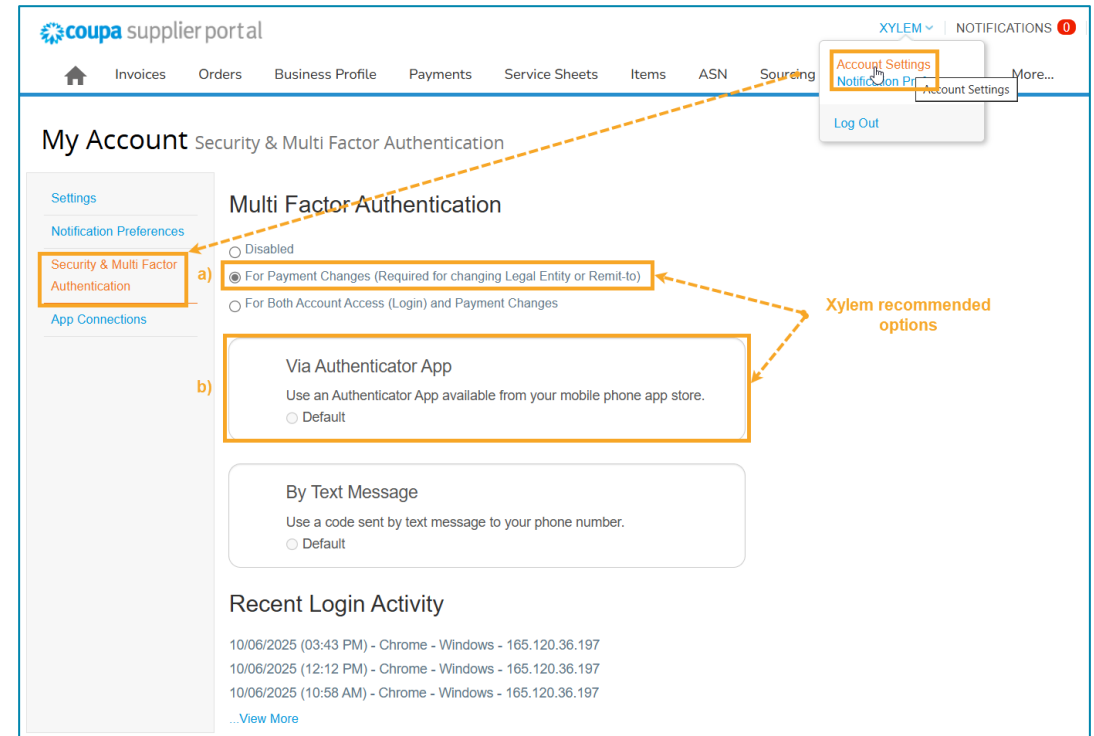 coupa supplier portal
XYLEM
NOTIFICATIONS 0
Invoices Orders Business Profile Payments Service Sheets Items ASN Sourcing More...
Account Settings
Notification Pr
Account Settings
Log Out
My Account Security & Multi Factor Authentication
Settings
Notification Preferences
Security & Multi Factor
Authentication
App Connections
Multi Factor Authentication
Disabled
a) For Payment Changes (Required for changing Legal Entity or Remit-to)
For Both Account Access (Login) and Payment Changes
Xylem recommended
options
b)
Via Authenticator App
Use an Authenticator App available from your mobile phone app store.
Default
By Text Message
Use a code sent by text message to your phone number.
Default
Recent Login Activity
10/06/2025 (03:43 PM) - Chrome - Windows - 165.120.36.197
10/06/2025 (12:12 PM) - Chrome - Windows - 165.120.36.197
10/06/2025 (10:58 AM) - Chrome - Windows - 165.120.36.197
...View More